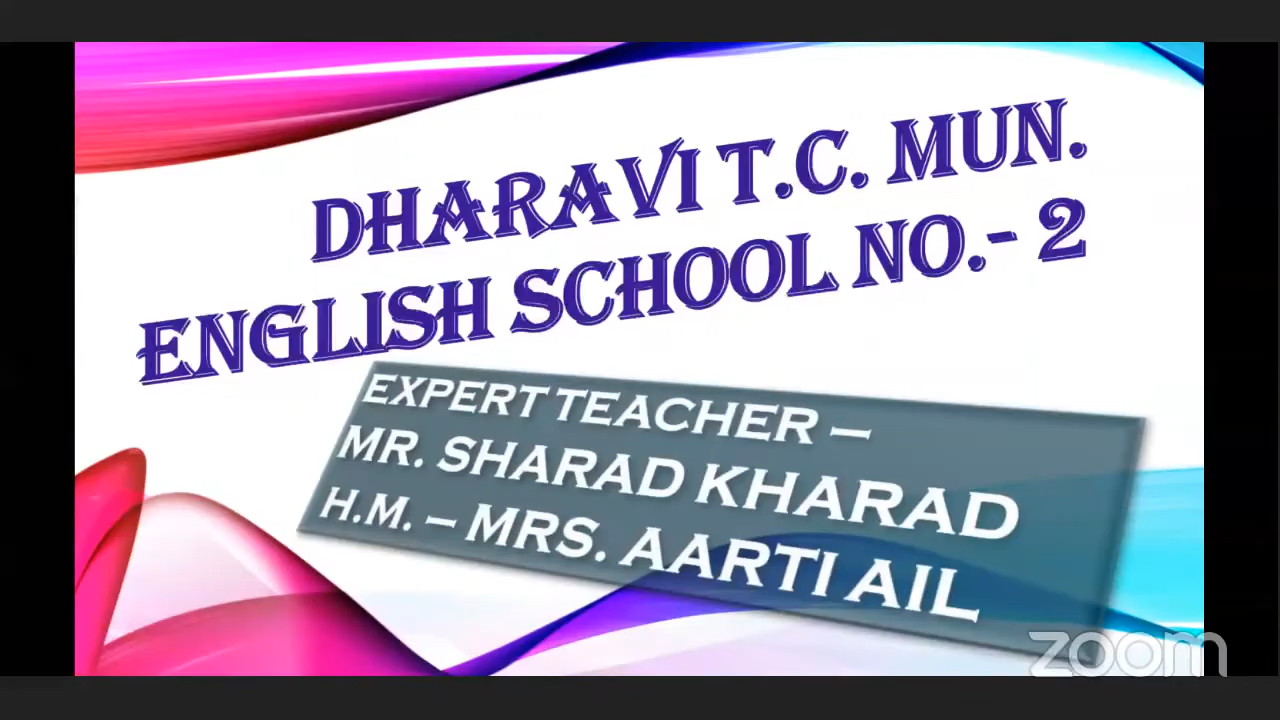 DHARAVI T.C. MUN.
ENGLISH SCHOOL NO.- 2
EXPERT TEACHER –
MR. SHARAD KHARAD
H.M. – MRS. AARTI AIL
zoom